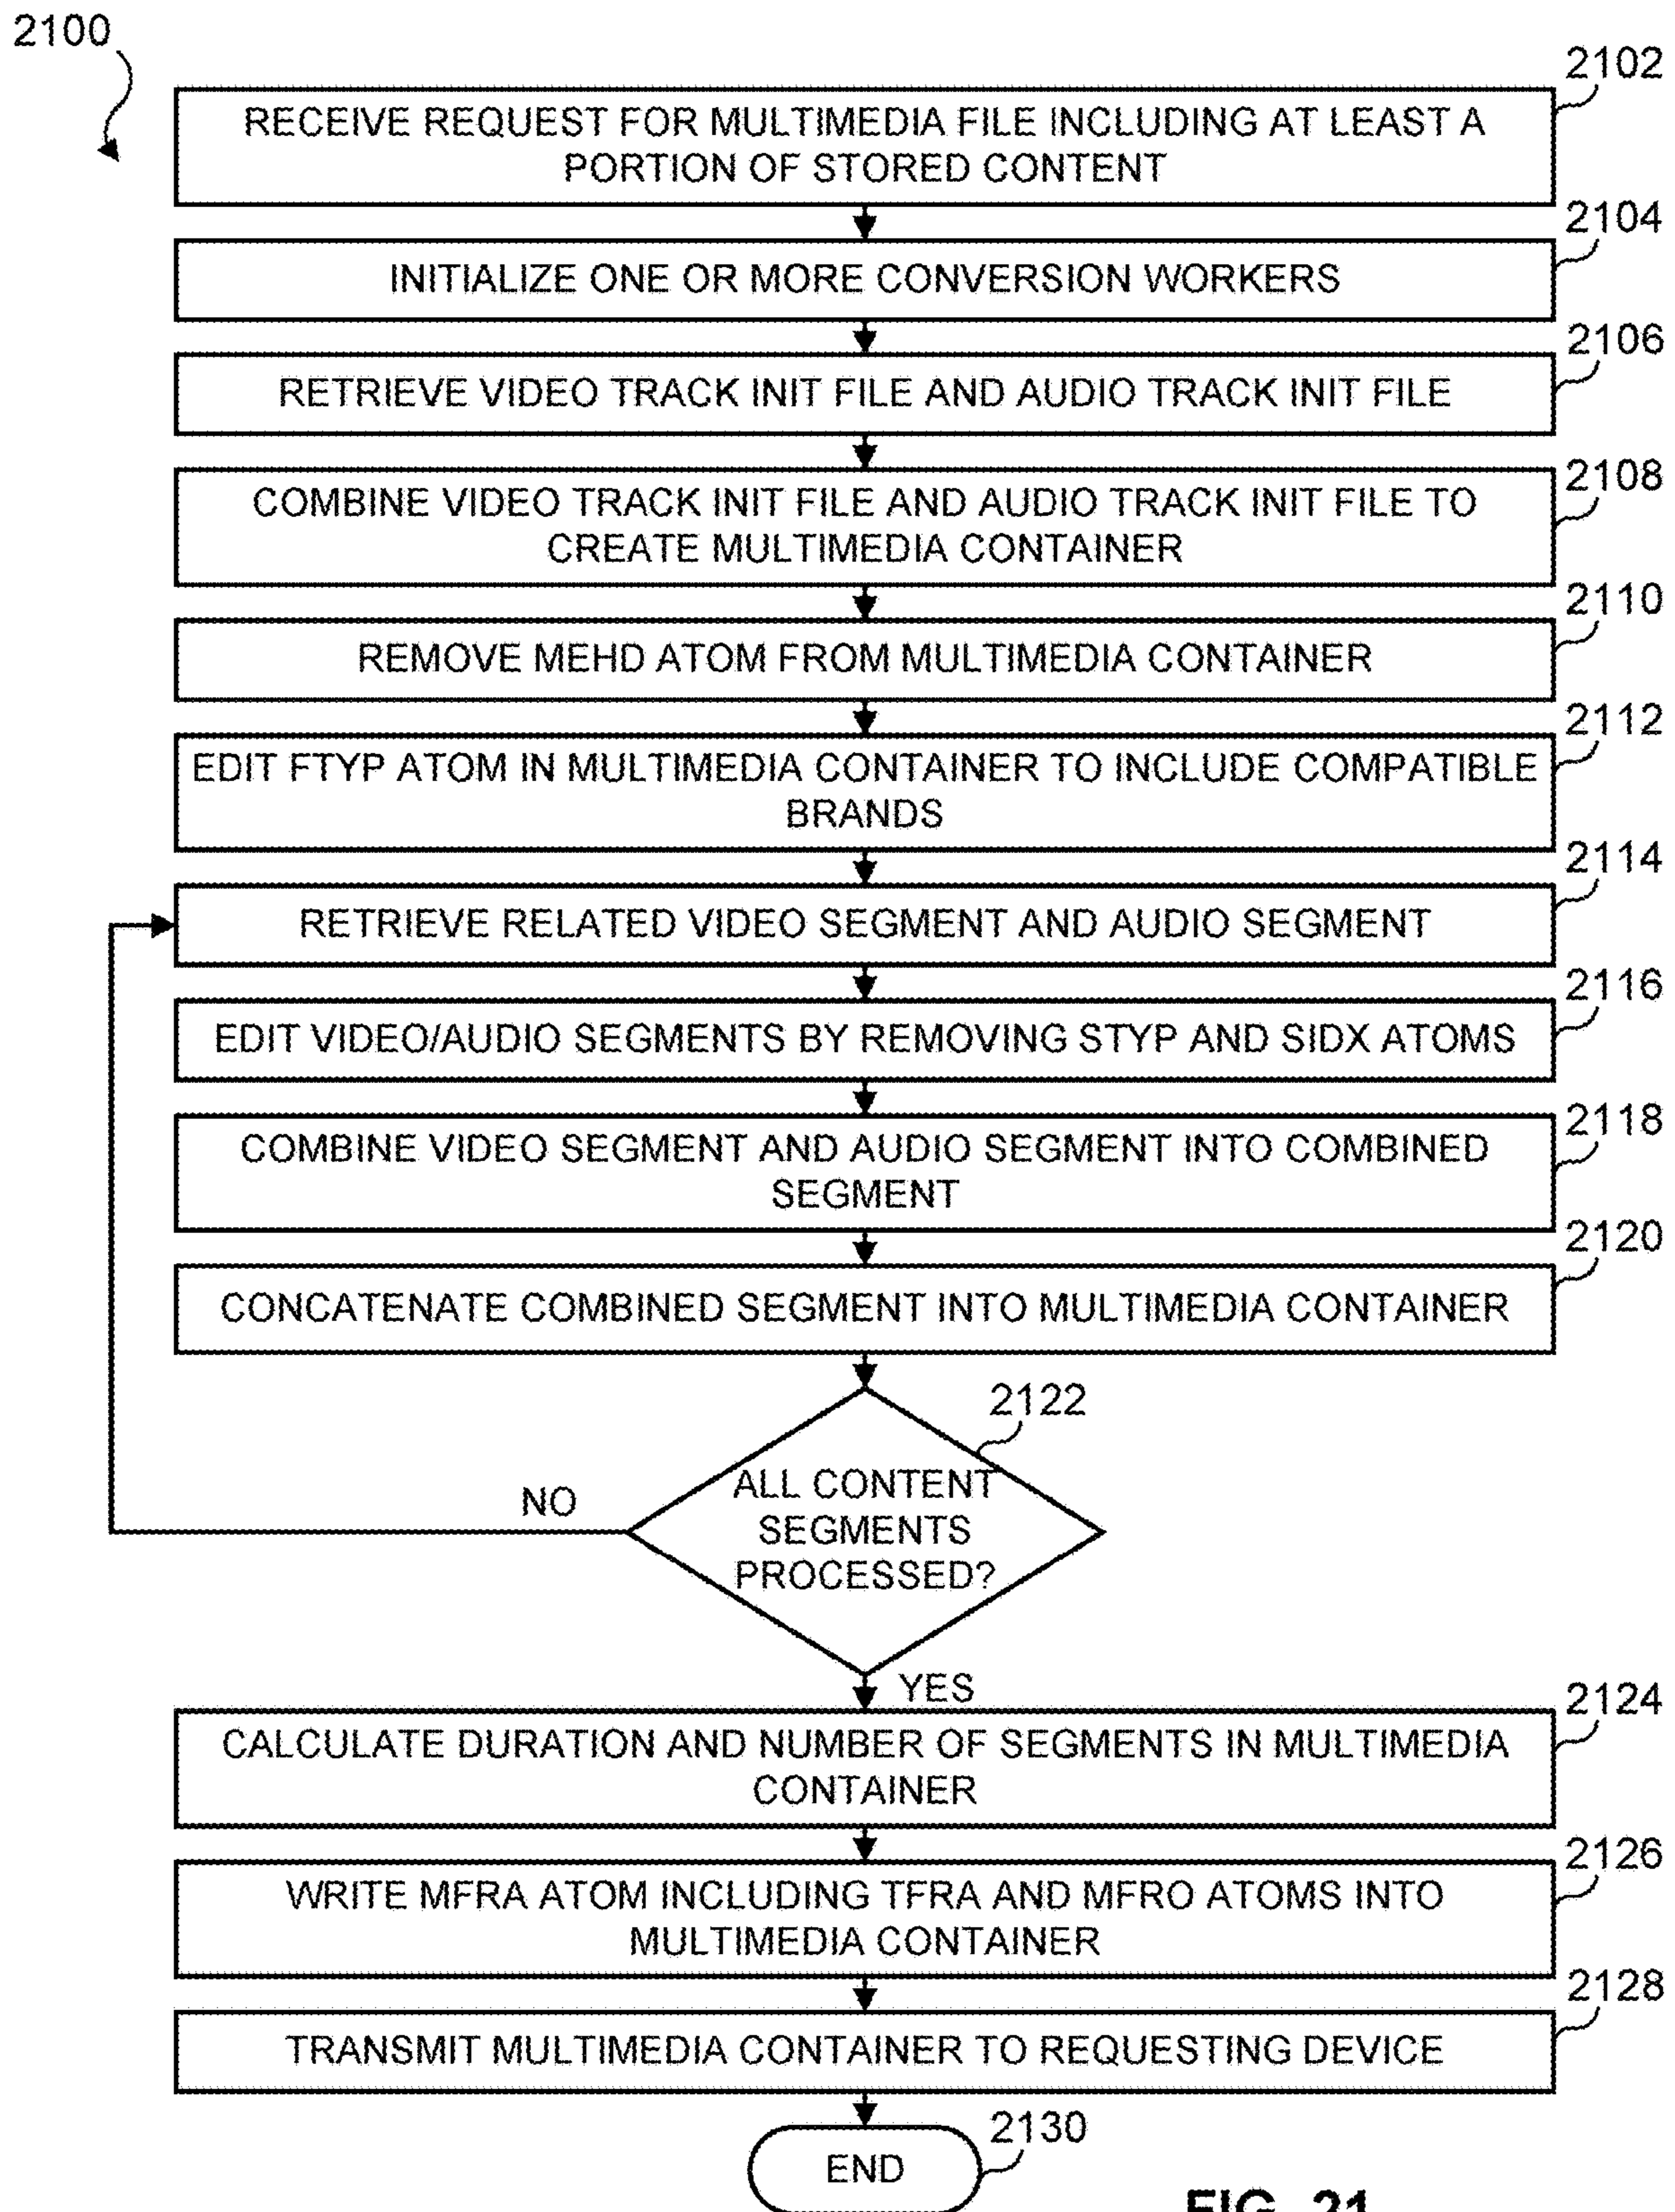 2100
2102
RECEIVE REQUEST FOR MULTIMEDIA FILE INCLUDING AT LEAST A
PORTION OF STORED CONTENT
2104
INITIALIZE ONE OR MORE CONVERSION WORKERS
2106
RETRIEVE VIDEO TRACK INIT FILE AND AUDIO TRACK INIT FILE
2108
COMBINE VIDEO TRACK INIT FILE AND AUDIO TRACK INIT FILE TO
CREATE MULTIMEDIA CONTAINER
2110
REMOVE MEHD ATOM FROM MULTIMEDIA CONTAINER
2112
EDIT FTYP ATOM IN MULTIMEDIA CONTAINER TO INCLUDE COMPATIBLE
BRANDS
2114
RETRIEVE RELATED VIDEO SEGMENT AND AUDIO SEGMENT
2116
EDIT VIDEO/AUDIO SEGMENTS BY REMOVING STYP AND SIDX ATOMS
2118
COMBINE VIDEO SEGMENT AND AUDIO SEGMENT INTO COMBINED
SEGMENT
2120
CONCATENATE COMBINED SEGMENT INTO MULTIMEDIA CONTAINER
2122
ALL CONTENT
SEGMENTS
PROCESSED?
NO
YES
2124
CALCULATE DURATION AND NUMBER OF SEGMENTS IN MULTIMEDIA
CONTAINER
2126
WRITE MFRA ATOM INCLUDING TFRA AND MFRO ATOMS INTO
MULTIMEDIA CONTAINER
2128
TRANSMIT MULTIMEDIA CONTAINER TO REQUESTING DEVICE
2130
END
FIG. 21